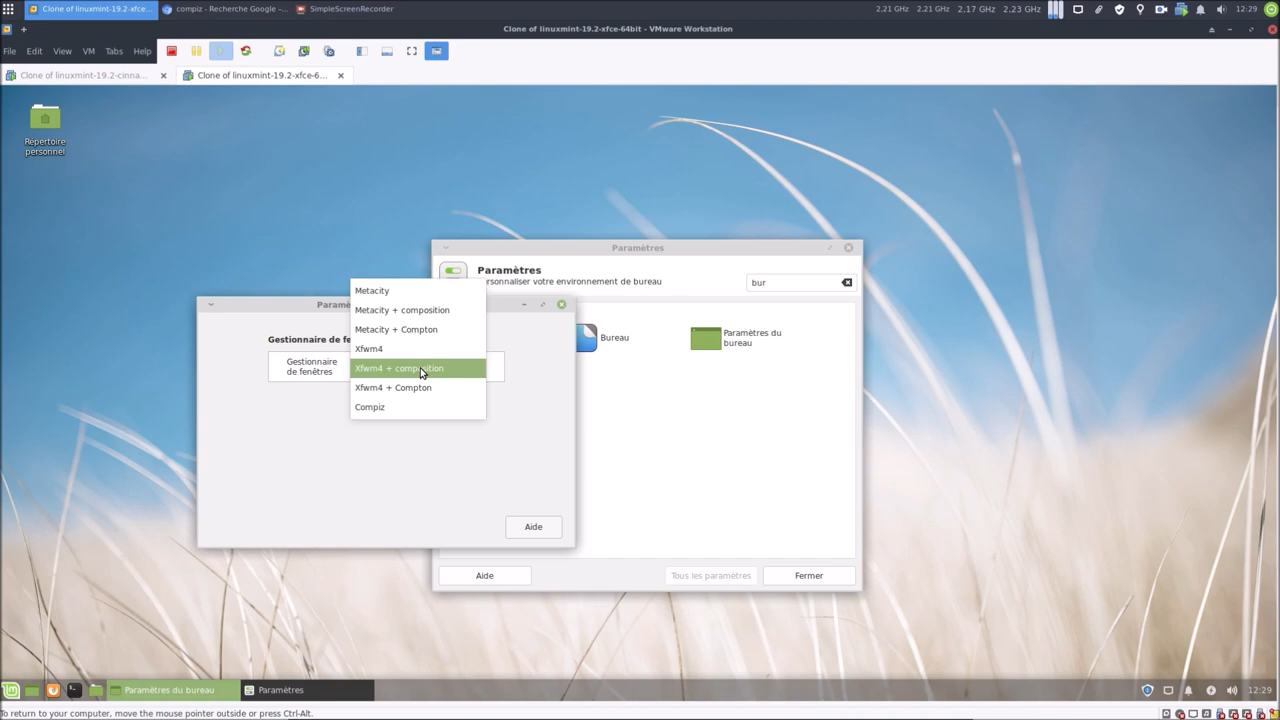 Clone of linuxmint-19.2-xfce...
compiz - Recherche Google –...
SimpleScreenRecorder
2.21 GHz 2.21 GHz 2.17 GHz 2.23 GHz
12:29
Clone of linuxmint-19.2-xfce-64bit - VMware Workstation
File Edit View VM Tabs Help
Clone of linuxmint-19.2-cinna...
Clone of linuxmint-19.2-xfce-6...
Répertoire
personnel
Paramètres
Paramètres
ersonnaliser votre environnement de bureau
bur
Bureau
Paramètres du
bureau
Aide
Tous les paramètres
Fermer
Paramè
Gestionnaire de fe
Gestionnaire
de fenêtres
Metacity
Metacity + composition
Metacity + Compton
Xfwm4
Xfwm4 + composition
Xfwm4 + Compton
Compiz
Aide
Paramètres du bureau
Paramètres
12:29
To return to your computer, move the mouse pointer outside or press Ctrl-Alt.